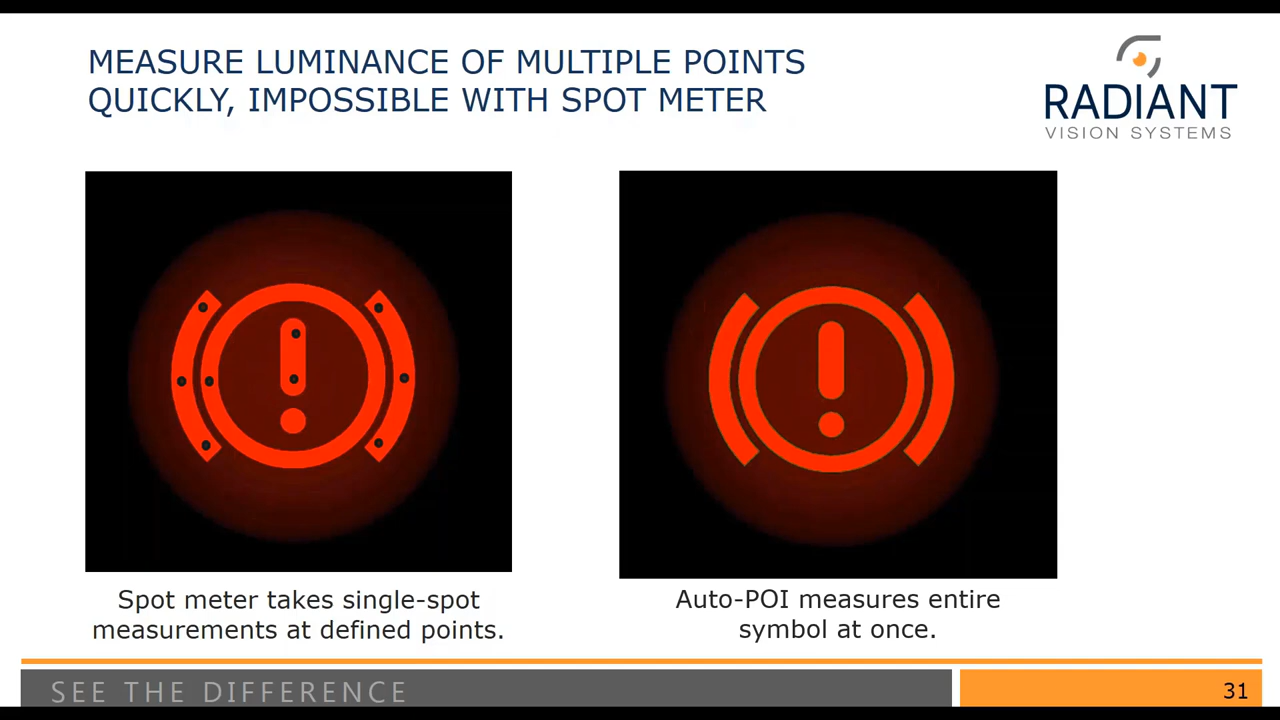 MEASURE LUMINANCE OF MULTIPLE POINTS
QUICKLY, IMPOSSIBLE WITH SPOT METER
RADIANT
VISION SYSTEMS
Spot meter takes single-spot
measurements at defined points.
Auto-POI measures entire
symbol at once.
SEE THE DIFFERENCE
31